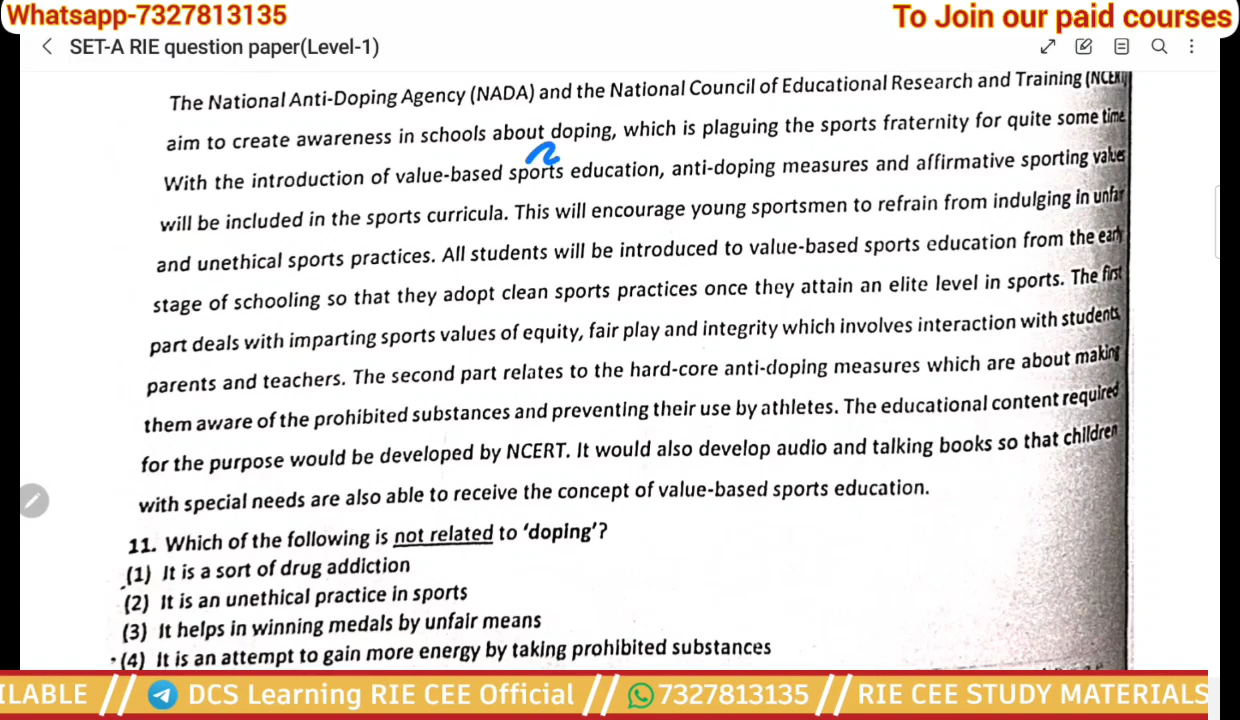 Whatsapp-7327813135
To Join our paid courses
SET-A RIE question paper(Level-1)
The National Anti-Doping Agency (NADA) and the National Council of Educational Research and Training (NCERT)
aim to create awareness in schools about doping, which is plaguing the sports fraternity for quite some time
With the introduction of value-based sports education, anti-doping measures and affirmative sporting values
will be included in the sports curricula. This will encourage young sportsmen to refrain from indulging in unfair
and unethical sports practices. All students will be introduced to value-based sports education from the early
stage of schooling so that they adopt clean sports practices once they attain an elite level in sports. The first
part deals with imparting sports values of equity, fair play and integrity which involves interaction with students,
parents and teachers. The second part relates to the hard-core anti-doping measures which are about making
them aware of the prohibited substances and preventing their use by athletes. The educational content required
for the purpose would be developed by NCERT. It would also develop audio and talking books so that children
with special needs are also able to receive the concept of value-based sports education.
11. Which of the following is not related to 'doping'?
(1) It is a sort of drug addiction
(2) It is an unethical practice in sports
(3) It helps in winning medals by unfair means
(4) It is an attempt to gain more energy by taking prohibited substances
ILABLE // DCS Learning RIE CEE Official // 7327813135 // RIE CEE STUDY MATERIALS